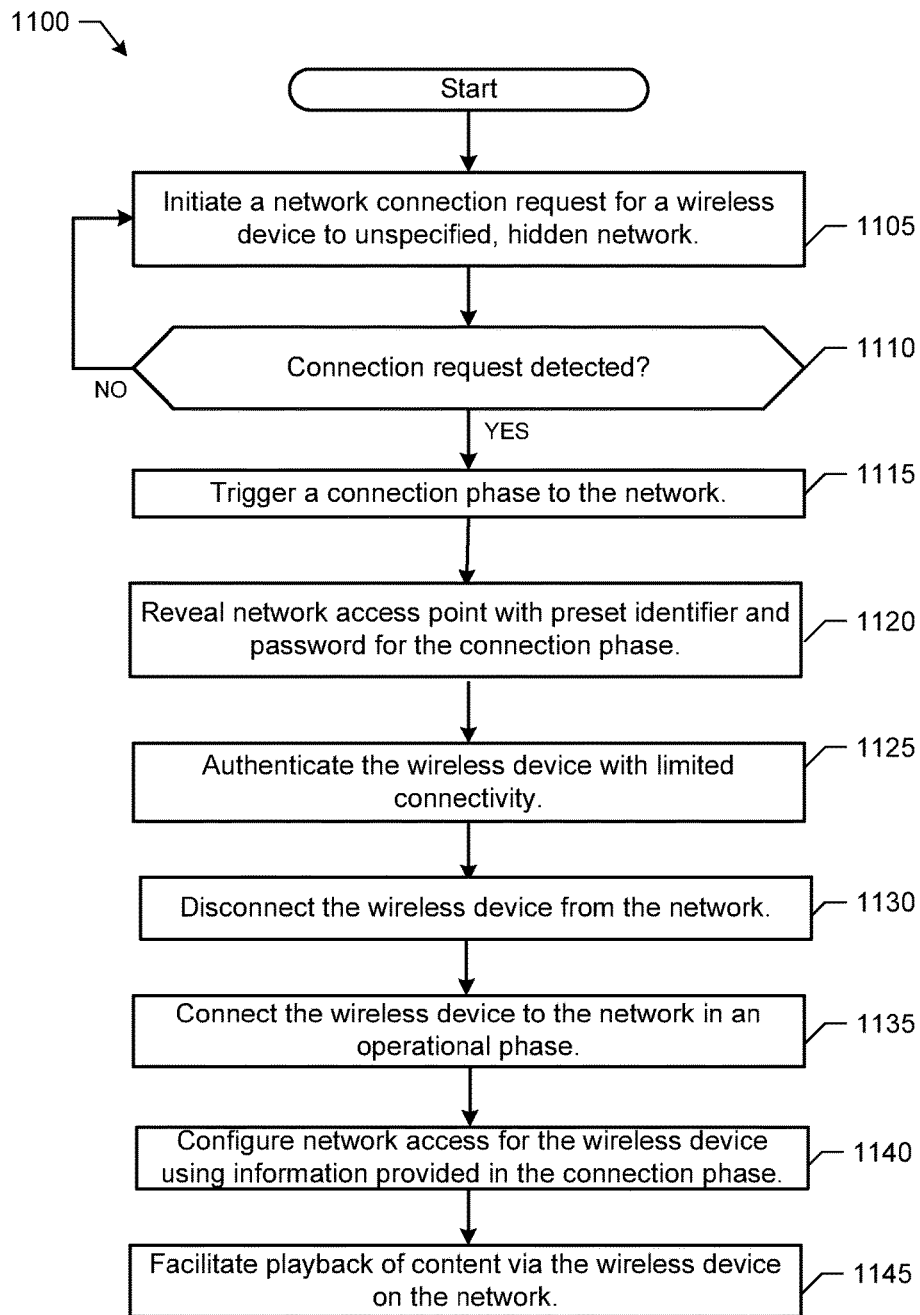 1100
Start
Initiate a network connection request for a wireless
device to unspecified, hidden network.
1105
Connection request detected?
1110
NO
YES
Trigger a connection phase to the network.
1115
Reveal network access point with preset identifier and
password for the connection phase.
1120
Authenticate the wireless device with limited
connectivity.
1125
Disconnect the wireless device from the network.
1130
Connect the wireless device to the network in an
operational phase.
1135
Configure network access for the wireless device
using information provided in the connection phase.
1140
Facilitate playback of content via the wireless device
on the network.
1145